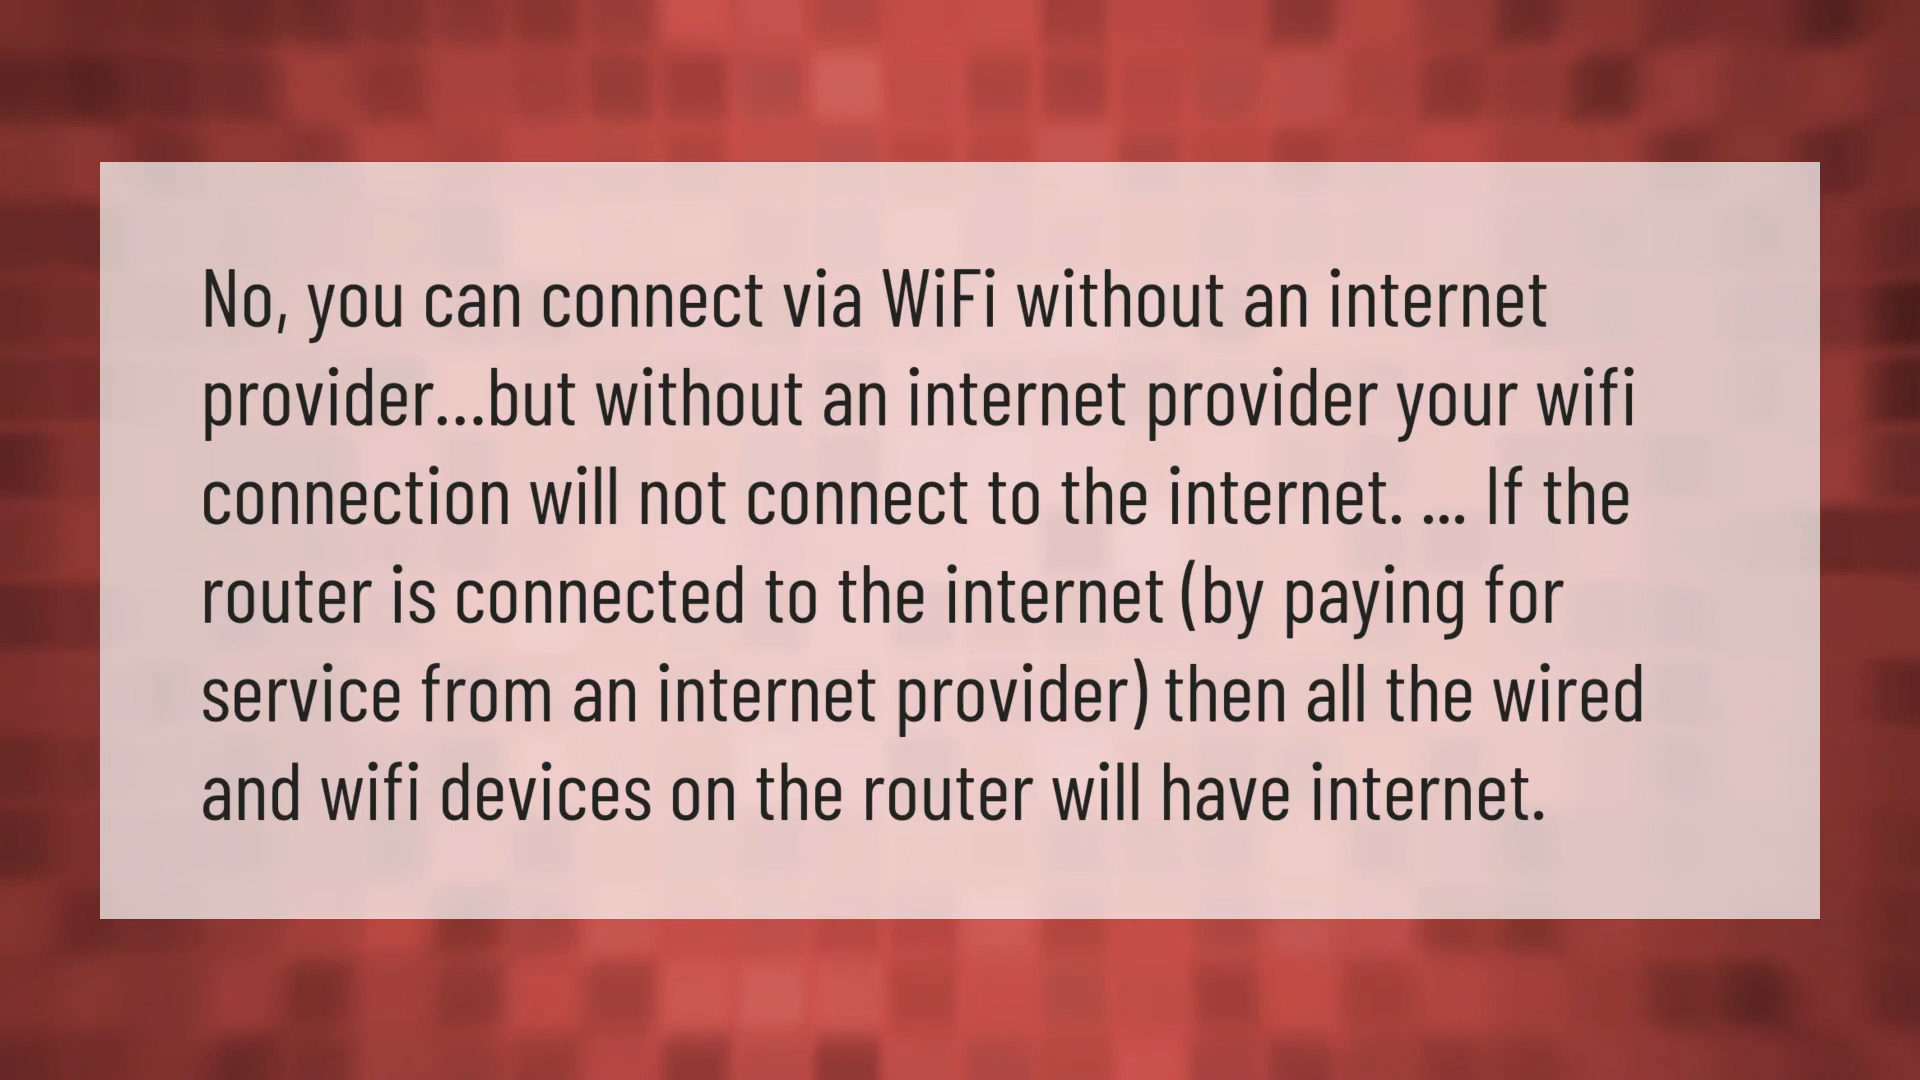 No, you can connect via WiFi without an internet
provider...but without an internet provider your wifi
connection will not connect to the internet. ... If the
router is connected to the internet (by paying for
service from an internet provider) then all the wired
and wifi devices on the router will have internet.